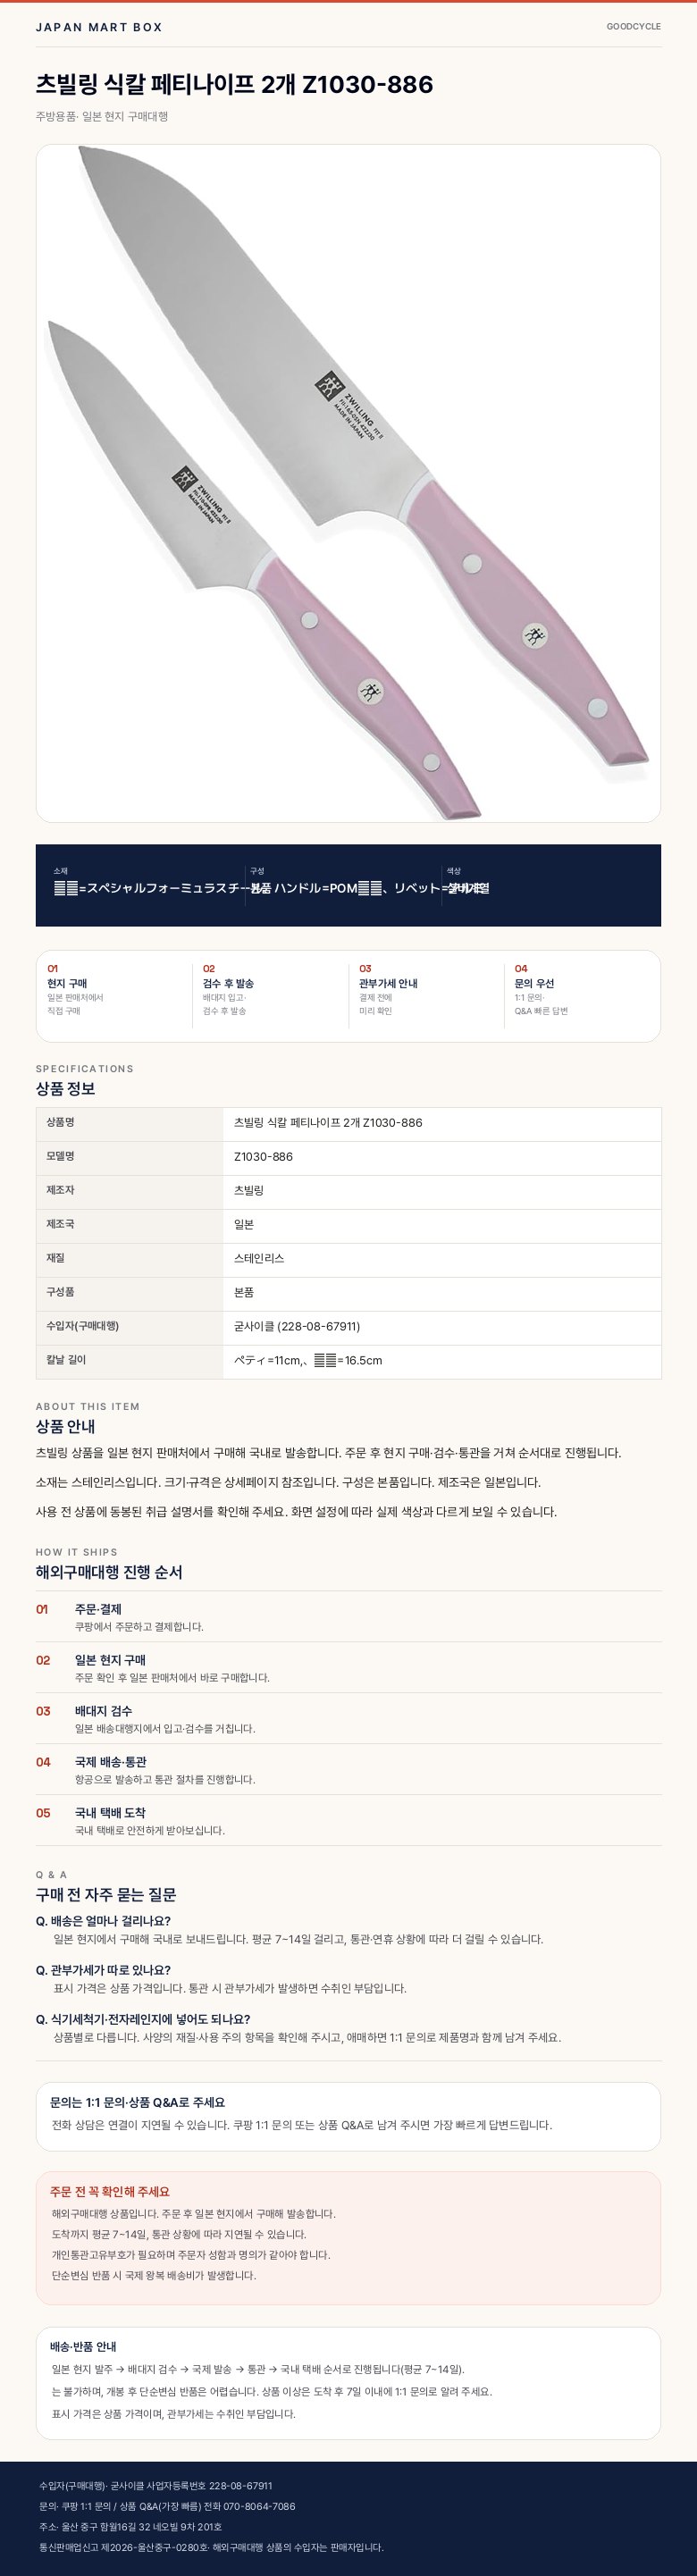 JAPAN MART BOX
GOODCYCLE
츠빌링 식칼 페티나이프 2개 Z1030-886
주방용품· 일본 현지 구매대행
ZWILLING FIT II
MADE IN JAPAN
ZWILLING FIT II
MADE IN JAPAN
소재
구성
색상
=スペシャルフォーミュラスチール
본품
ハンドル=POM
、リベット=
01
02
03
04
현지 구매
검수 후 발송
관부가세 안내
문의 우선
일본 판매처에서
배대지 입고·
결제 전에
1:1 문의·
직접 구매
검수 후 발송
미리 확인
Q&A 빠른 답변
SPECIFICATIONS
상품 정보
상품명 츠빌링 식칼 페티나이프 2개 Z1030-886
모델명 Z1030-886
제조자 츠빌링
제조국 일본
재질 스테인리스
구성품 본품
수입자(구매대행) 굳사이클 (228-08-67911)
칼날 길이 ペティ=11cm,、 =16.5cm
ABOUT THIS ITEM
상품 안내
츠빌링 상품을 일본 현지 판매처에서 구매해 국내로 발송합니다. 주문 후 현지 구매·검수·통관을 거쳐 순서대로 진행됩니다.
소재는 스테인리스입니다. 크기·규격은 상세페이지 참조입니다. 구성은 본품입니다. 제조국은 일본입니다.
사용 전 상품에 동봉된 취급 설명서를 확인해 주세요. 화면 설정에 따라 실제 색상과 다르게 보일 수 있습니다.
HOW IT SHIPS
해외구매대행 진행 순서
01 주문·결제
쿠팡에서 주문하고 결제합니다.
02 일본 현지 구매
주문 확인 후 일본 판매처에서 바로 구매합니다.
03 배대지 검수
일본 배송대행지에서 입고·검수를 거칩니다.
04 국제 배송·통관
항공으로 발송하고 통관 절차를 진행합니다.
05 국내 택배 도착
국내 택배로 안전하게 받아보십니다.
Q & A
구매 전 자주 묻는 질문
Q. 배송은 얼마나 걸리나요?
일본 현지에서 구매해 국내로 보내드립니다. 평균 7~14일 걸리고, 통관·연휴 상황에 따라 더 걸릴 수 있습니다.
Q. 관부가세가 따로 있나요?
표시 가격은 상품 가격입니다. 통관 시 관부가세가 발생하면 수취인 부담입니다.
Q. 식기세척기·전자레인지에 넣어도 되나요?
상품별로 다릅니다. 사양의 재질·사용 주의 항목을 확인해 주시고, 애매하면 1:1 문의로 제품명과 함께 남겨 주세요.
문의는 1:1 문의·상품 Q&A로 주세요
전화 상담은 연결이 지연될 수 있습니다. 쿠팡 1:1 문의 또는 상품 Q&A로 남겨 주시면 가장 빠르게 답변드립니다.
주문 전 꼭 확인해 주세요
해외구매대행 상품입니다. 주문 후 일본 현지에서 구매해 발송합니다.
도착까지 평균 7~14일, 통관 상황에 따라 지연될 수 있습니다.
개인통관고유부호가 필요하며 주문자 성함과 명의가 같아야 합니다.
단순변심 반품 시 국제 왕복 배송비가 발생합니다.
배송·반품 안내
일본 현지 발주 → 배대지 검수 → 국제 발송 → 통관 → 국내 택배 순서로 진행됩니다(평균 7~14일).
는 불가하며, 개봉 후 단순변심 반품은 어렵습니다. 상품 이상은 도착 후 7일 이내에 1:1 문의로 알려 주세요.
표시 가격은 상품 가격이며, 관부가세는 수취인 부담입니다.
수입자(구매대행)· 굳사이클 사업자등록번호 228-08-67911
문의· 쿠팡 1:1 문의 / 상품 Q&A(가장 빠름) 전화 070-8064-7086
주소· 울산 중구 함월16길 32 네오빌 9차 201호
통신판매업신고 제2026-울산중구-0280호· 해외구매대행 상품의 수입자는 판매자입니다.